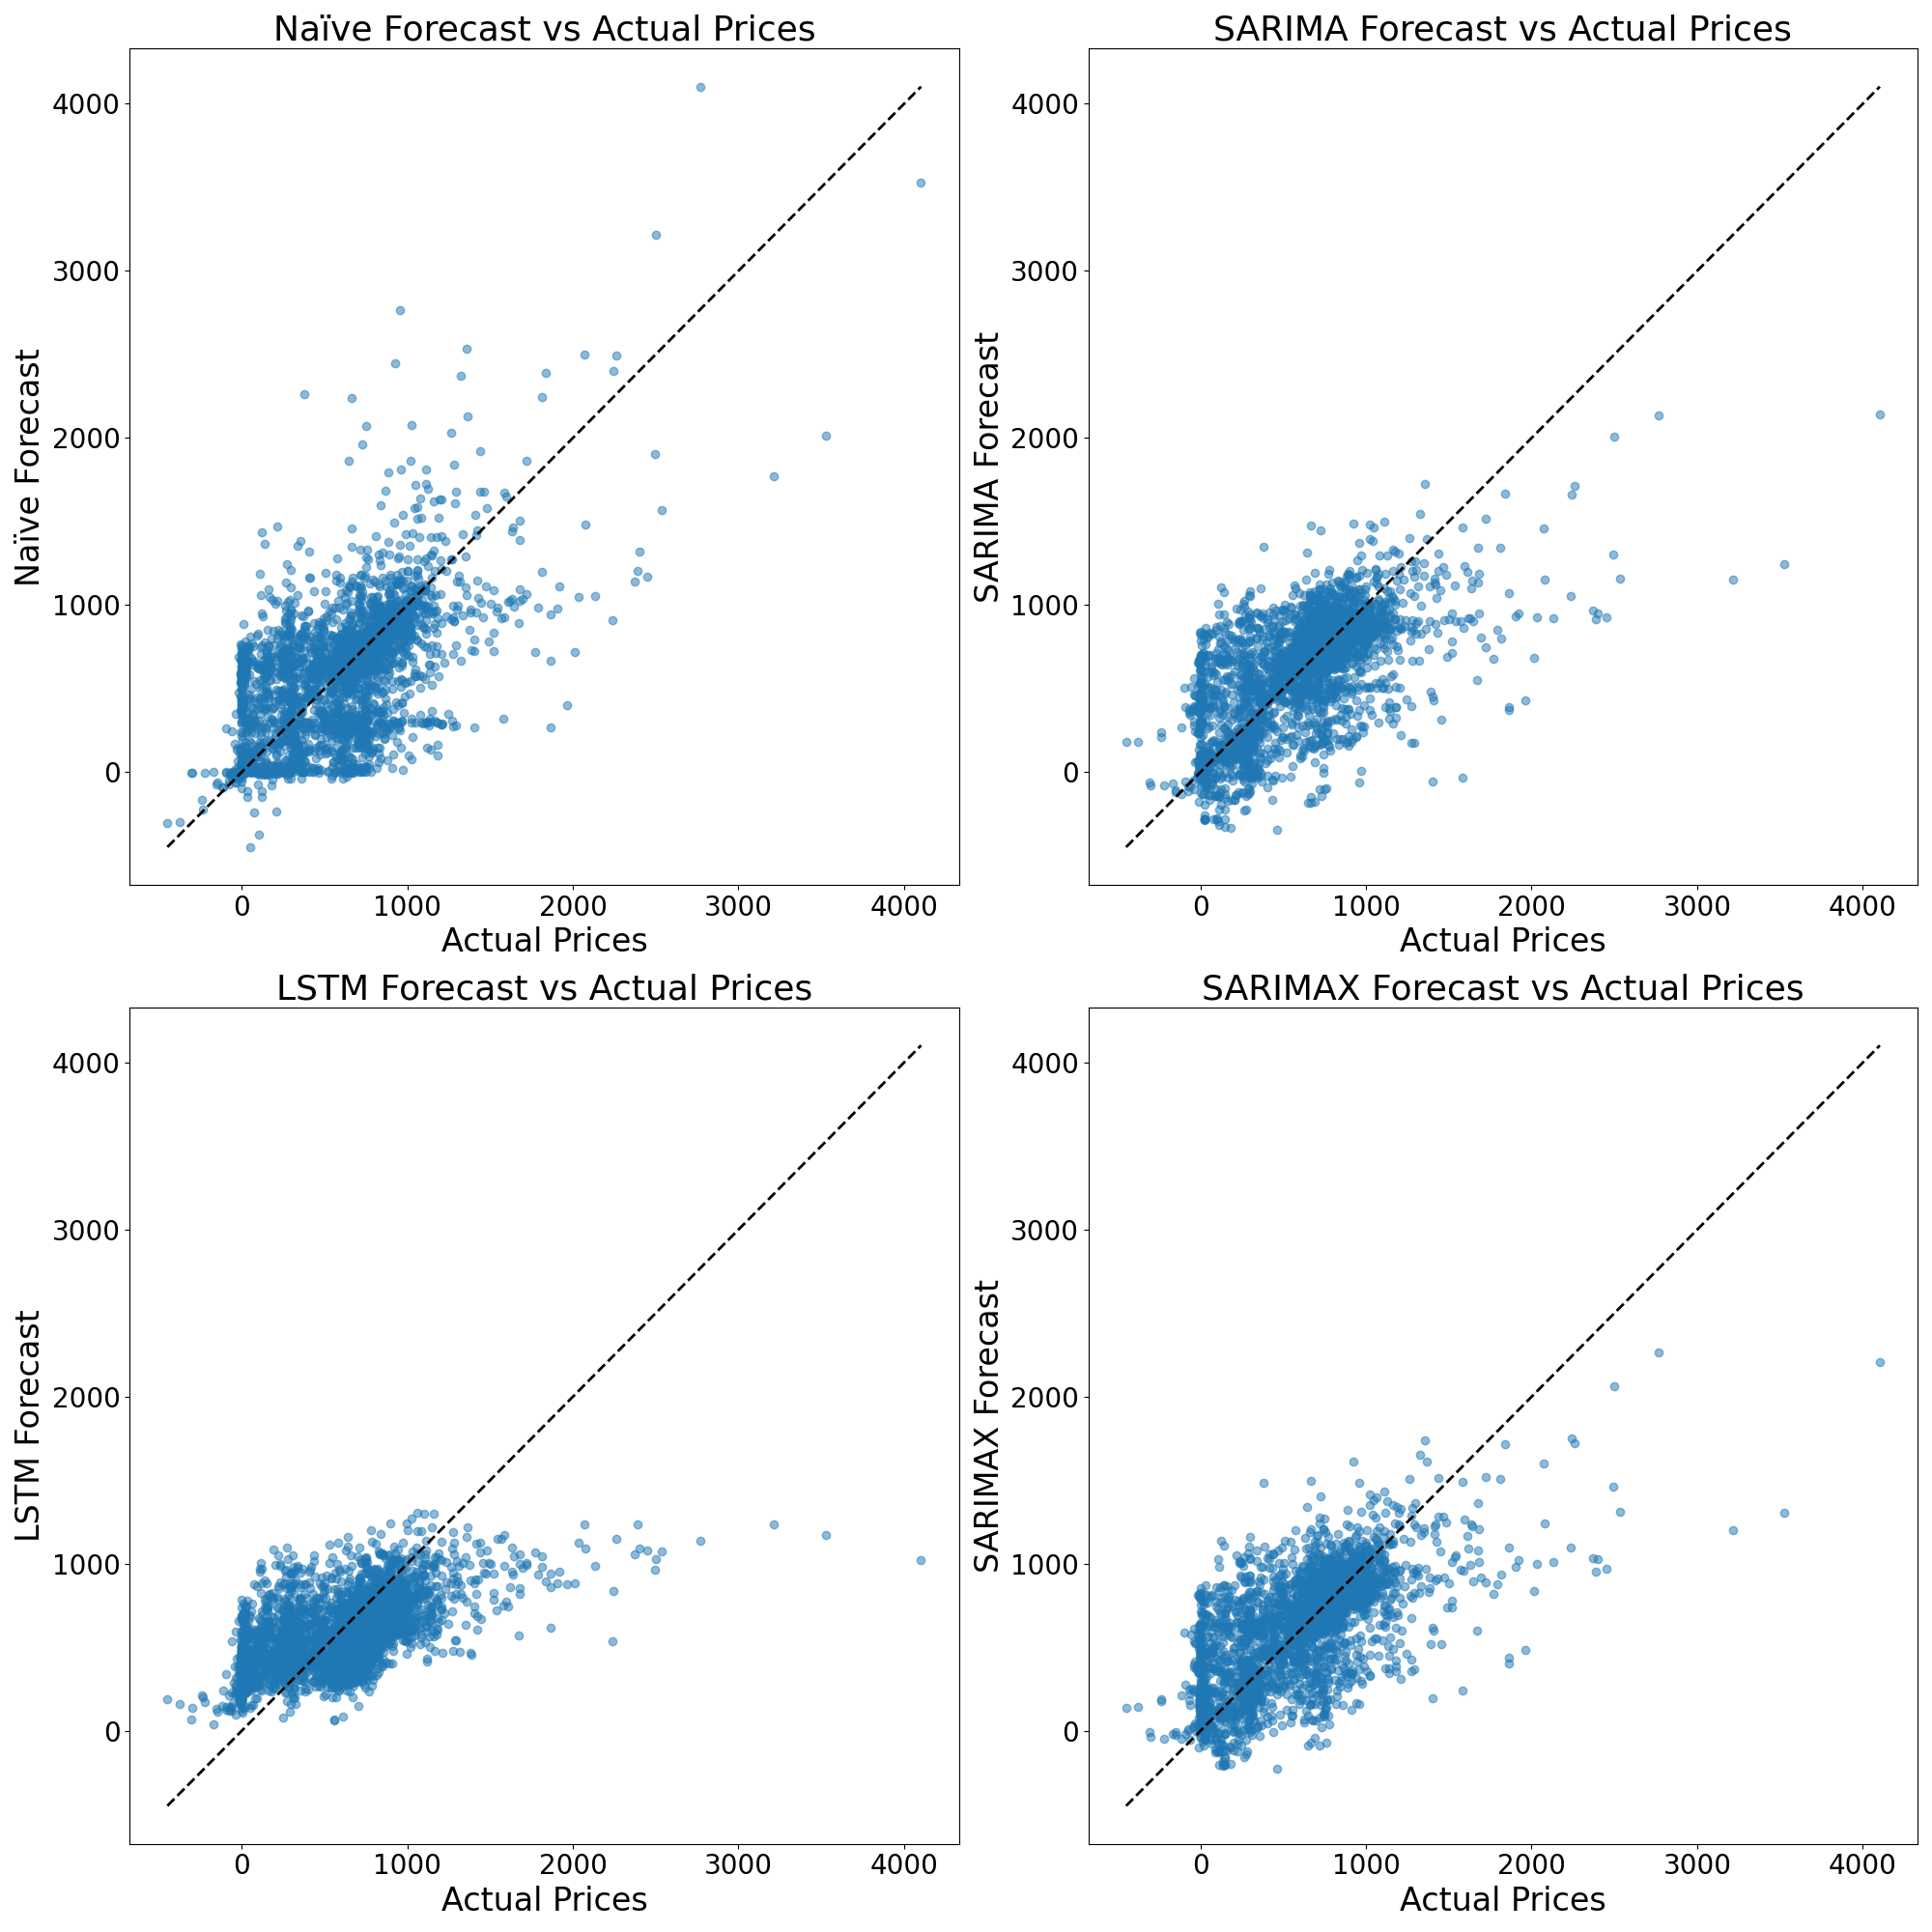 Naïve Forecast vs Actual Prices
Naïve Forecast
4000
3000
2000
1000
0
0 1000 2000 3000 4000
Actual Prices
SARIMA Forecast vs Actual Prices
SARIMA Forecast
4000
3000
2000
1000
0
0 1000 2000 3000 4000
Actual Prices
LSTM Forecast vs Actual Prices
LSTM Forecast
4000
3000
2000
1000
0
0 1000 2000 3000 4000
Actual Prices
SARIMAX Forecast vs Actual Prices
SARIMAX Forecast
4000
3000
2000
1000
0
0 1000 2000 3000 4000
Actual Prices